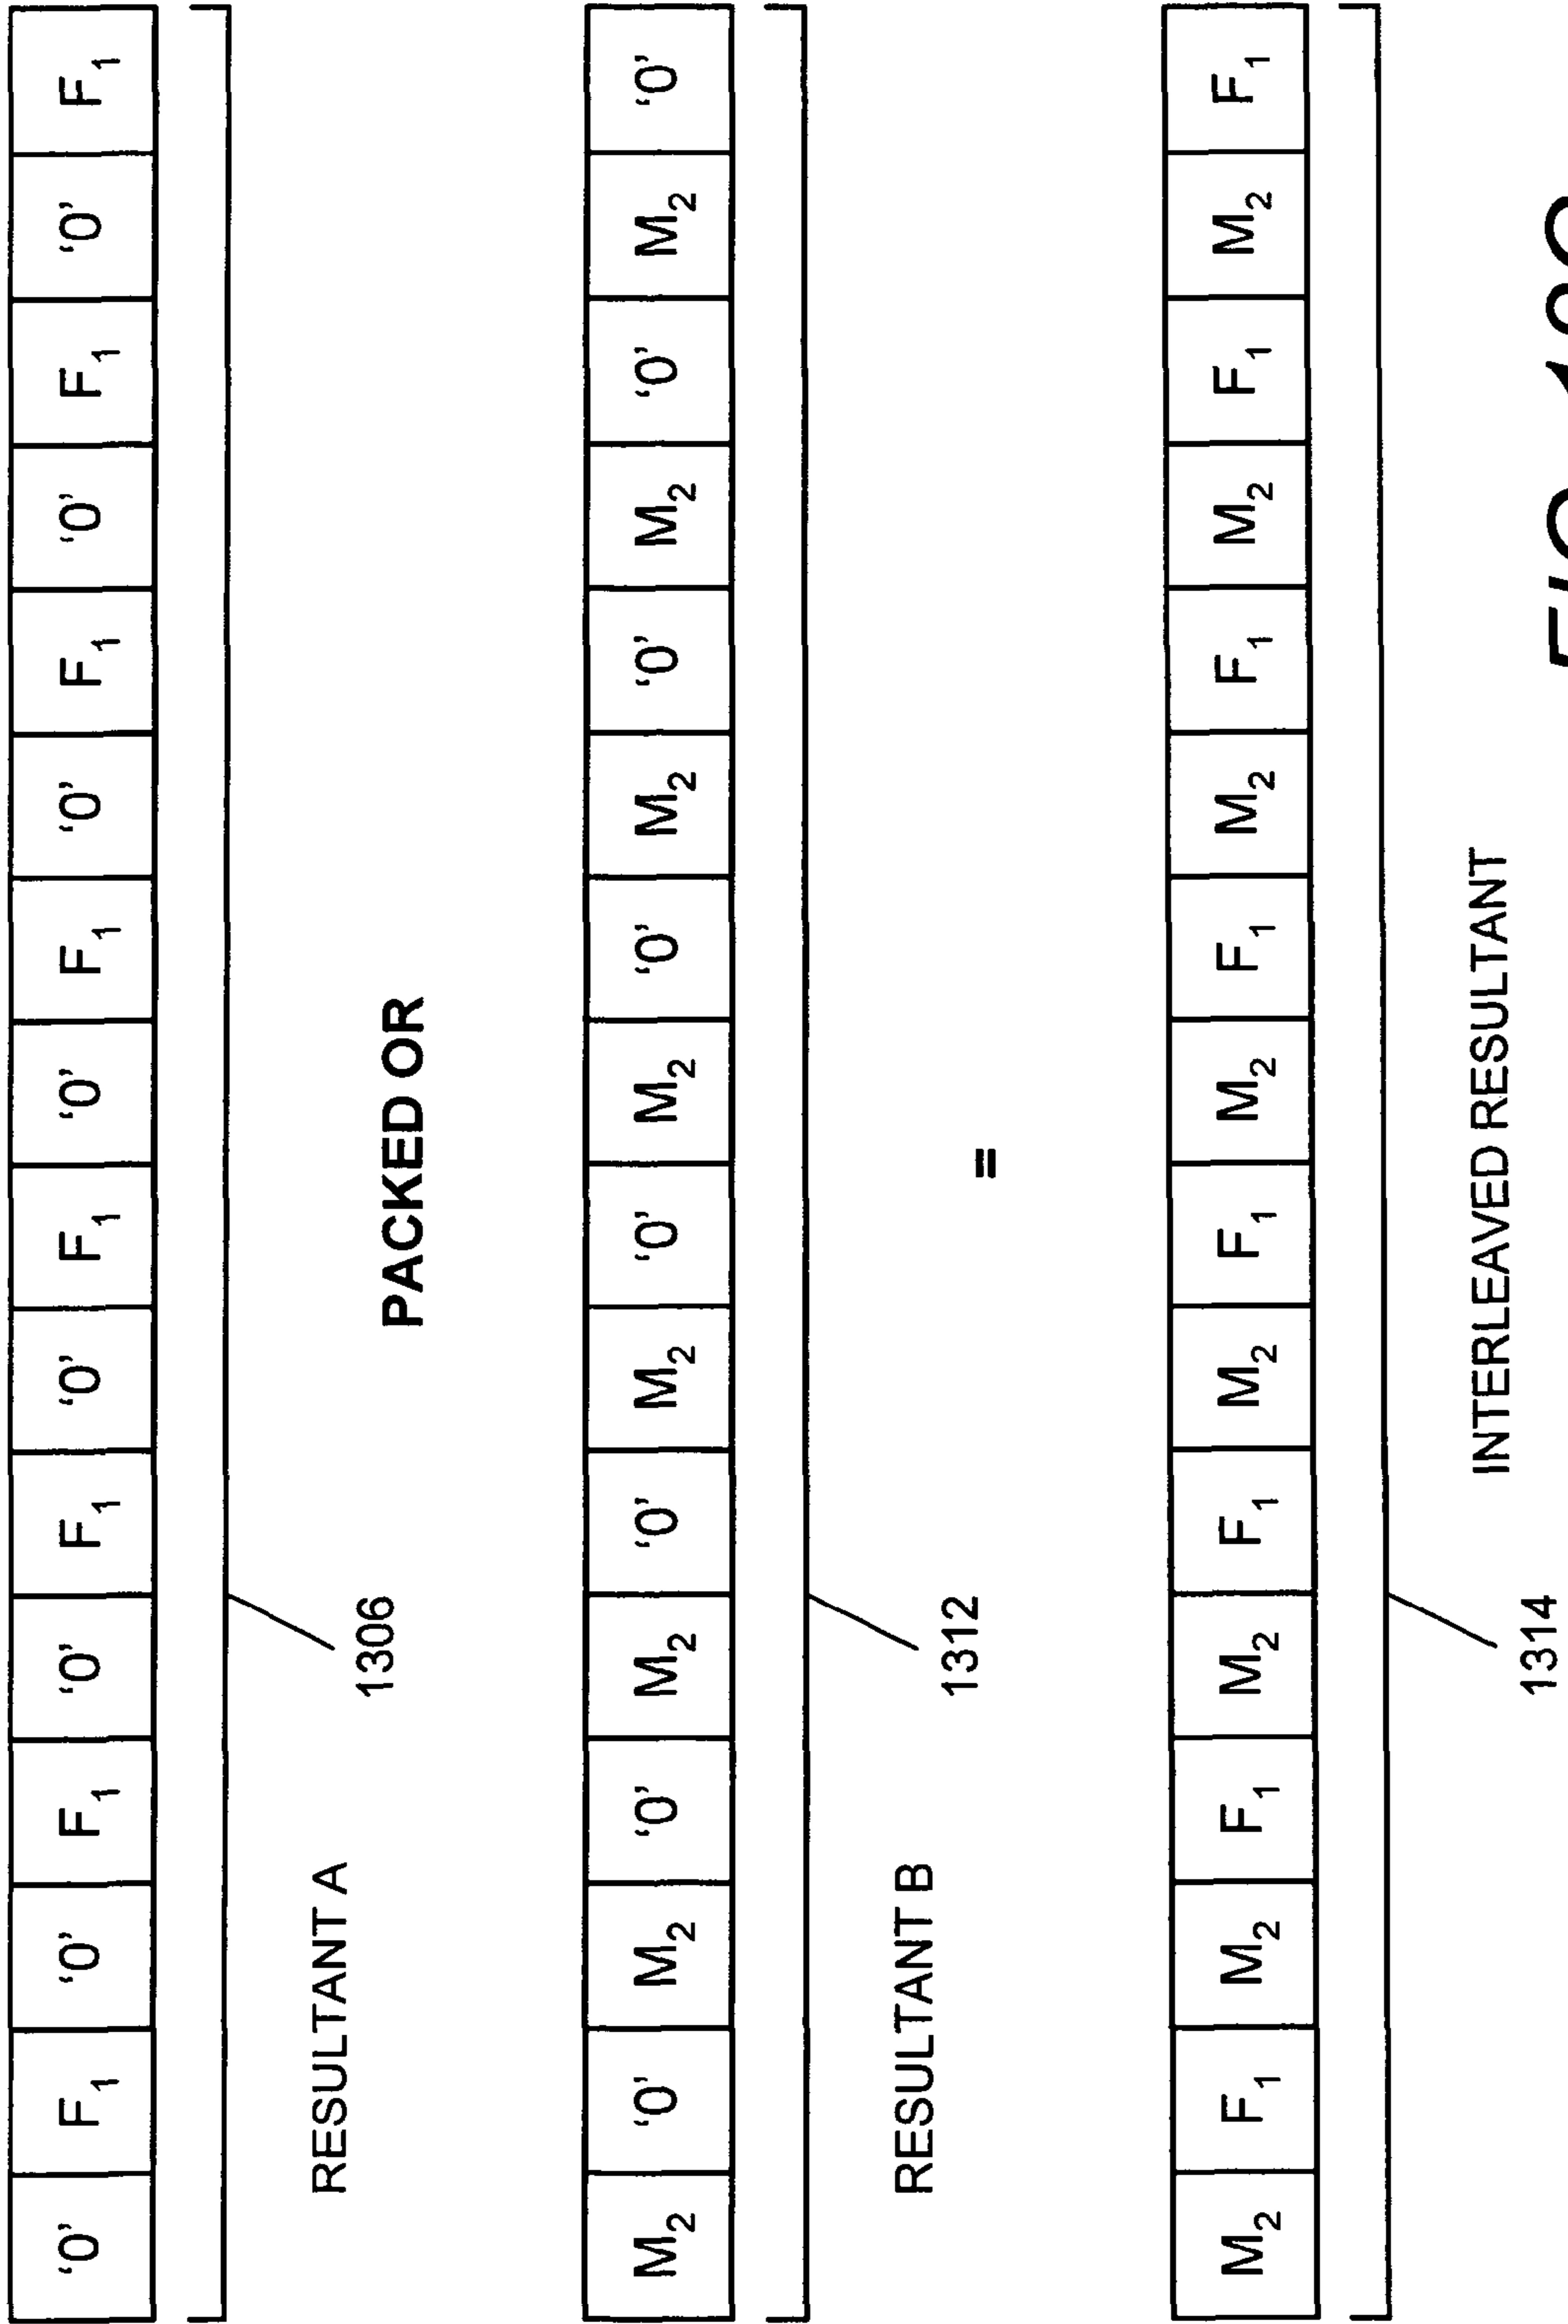 '0' F₁ '0' F₁ '0' F₁ '0' F₁ '0' F₁ '0' F₁ '0' F₁ '0' F₁
RESULTANT A
1306
PACKED OR
M₂ '0' M₂ '0' M₂ '0' M₂ '0' M₂ '0' M₂ '0' M₂ '0' M₂ '0'
RESULTANT B
1312
=
M₂ F₁ M₂ F₁ M₂ F₁ M₂ F₁ M₂ F₁ M₂ F₁ M₂ F₁ M₂ F₁
INTERLEAVED RESULTANT
1314